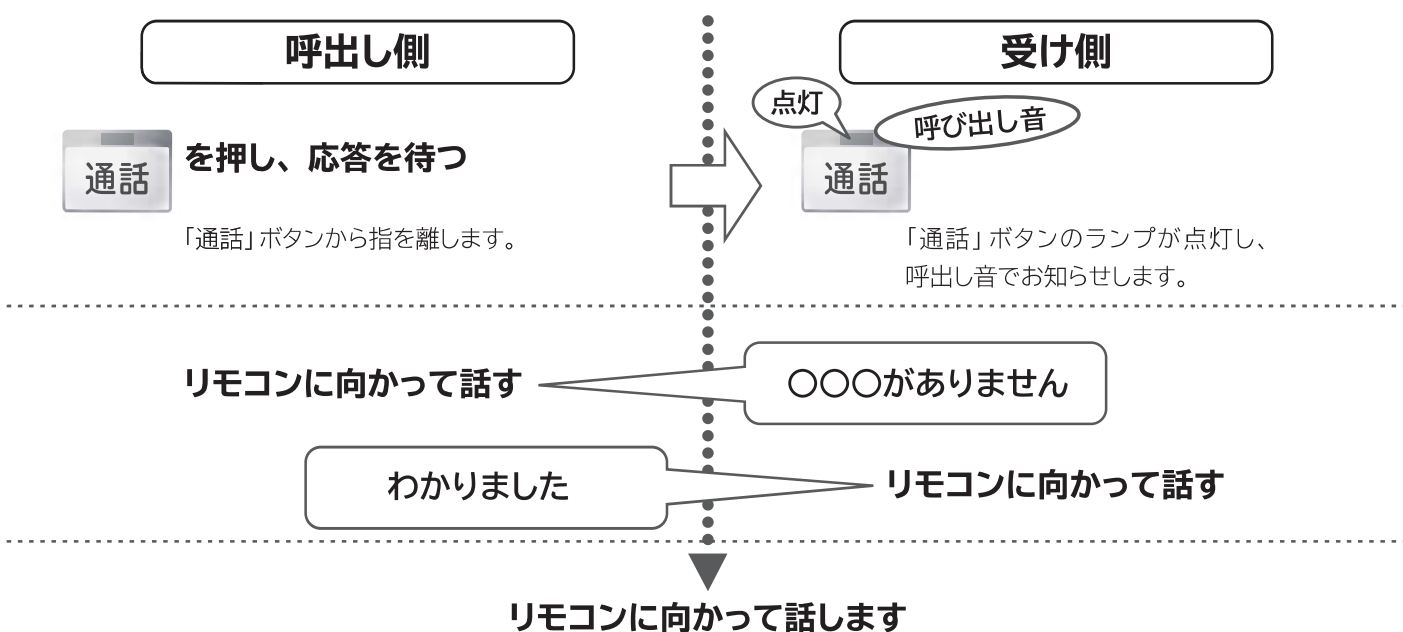 呼出し側
受け側
点灯
呼び出し音
通話
を押し、応答を待つ
通話
「通話」ボタンから指を離します。
「通話」ボタンのランプが点灯し、
呼出し音でお知らせします。
リモコンに向かって話す
〇〇〇がありません
わかりました
リモコンに向かって話す
リモコンに向かって話します